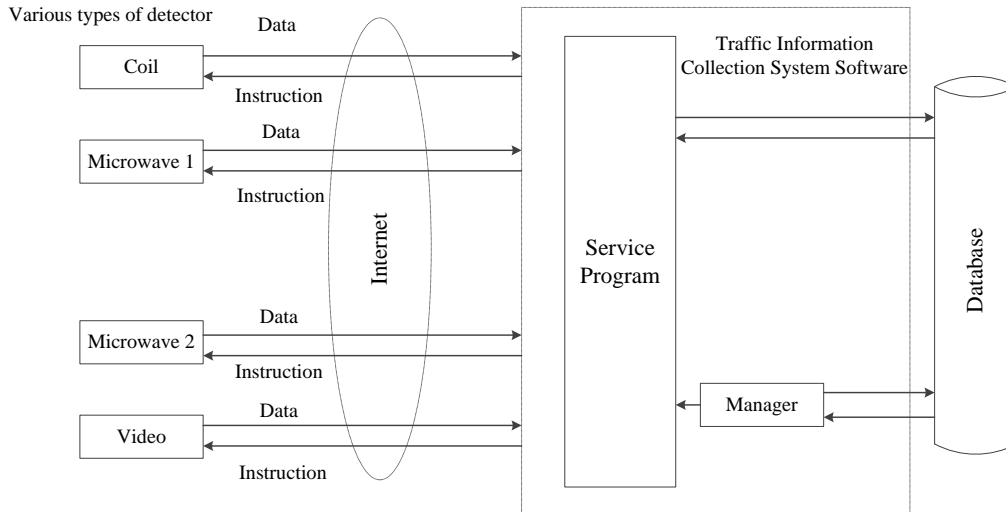 Various types of detector
Data
Coil
Instruction
Data
Microwave 1
Instruction
Data
Microwave 2
Instruction
Data
Video
Instruction
Internet
Traffic Information
Collection System Software
Service
Program
Manager
Database